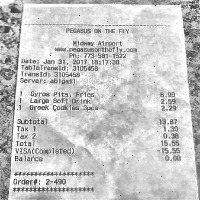 PEGASUS ON THE FLY
Midway Airport
www.pegasusonthefly.com
Ph: 773-581-1522
Date: Jan 31, 2017 18:17:30
TableTransId: 3105458
TransId: 3105458
Server: abigail
1 Gyros Pita, Fries 8.99
1 Large Soft Drink 2.59
1 Greek Cookies 3pcs 2.29
Subtotal 13.87
Tax 1 1.39
Tax 2 0.38
Total 15.55
VISA(Completed) -15.55
Balance 0.00
********************
Order#: 2-490
********************